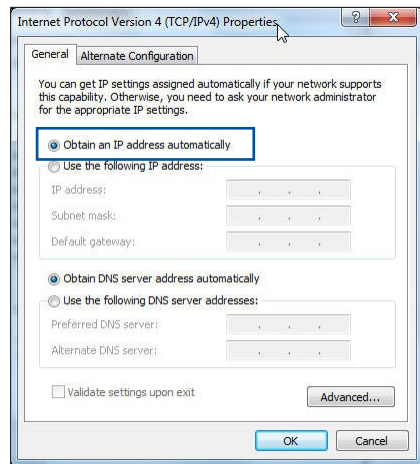 Internet Protocol Version 4 (TCP/IPv4) Properties
General
Alternate Configuration
You can get IP settings assigned automatically if your network supports
this capability. Otherwise, you need to ask your network administrator
for the appropriate IP settings.
Obtain an IP address automatically
Use the following IP address:
IP address:
Subnet mask:
Default gateway:
Obtain DNS server address automatically
Use the following DNS server addresses:
Preferred DNS server:
Alternate DNS server:
Validate settings upon exit
Advanced...
OK
Cancel